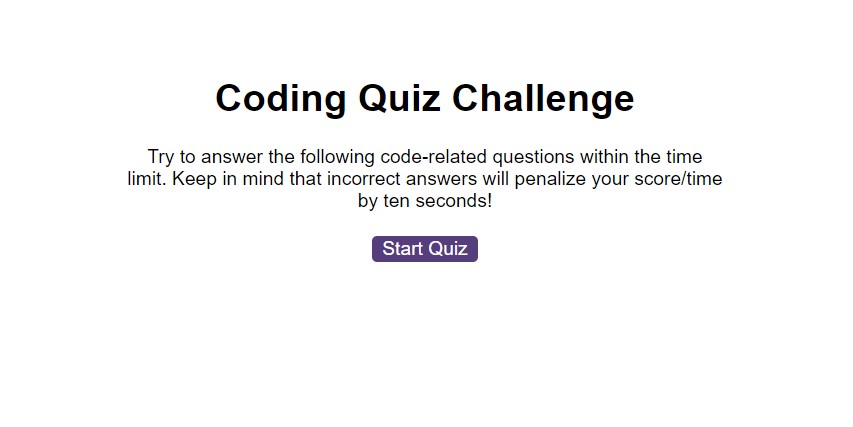 Coding Quiz Challenge
Try to answer the following code-related questions within the time
limit. Keep in mind that incorrect answers will penalize your score/time
by ten seconds!
Start Quiz